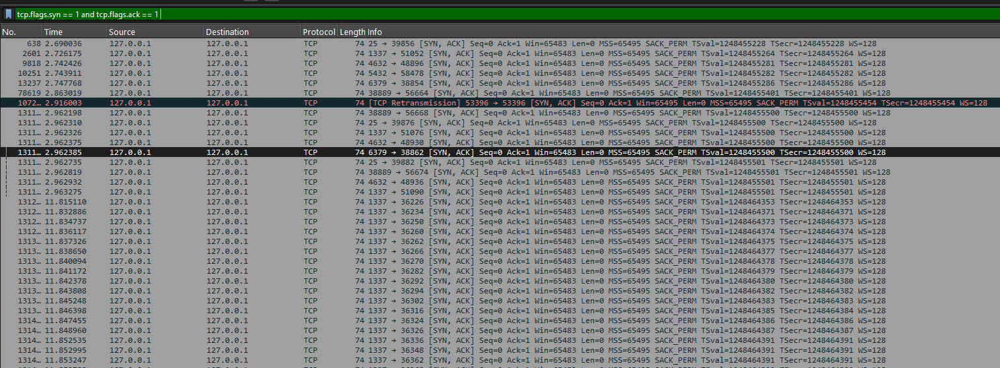 tcp.flags.syn == 1 and tcp.flags.ack == 1
No. Time Source Destination Protocol Length Info
638 2.690036 127.0.0.1 127.0.0.1 TCP 74 25 → 39856 [SYN, ACK] Seq=0 Ack=1 Win=65483 Len=0 MSS=65495 SACK_PERM TSval=1248455228 TSecr=1248455228 WS=128
2601 2.726175 127.0.0.1 127.0.0.1 TCP 74 1337 → 51052 [SYN, ACK] Seq=0 Ack=1 Win=65483 Len=0 MSS=65495 SACK_PERM TSval=1248455264 TSecr=1248455264 WS=128
9818 2.742426 127.0.0.1 127.0.0.1 TCP 74 4632 → 48896 [SYN, ACK] Seq=0 Ack=1 Win=65483 Len=0 MSS=65495 SACK_PERM TSval=1248455281 TSecr=1248455281 WS=128
10251 2.743911 127.0.0.1 127.0.0.1 TCP 74 5432 → 58478 [SYN, ACK] Seq=0 Ack=1 Win=65483 Len=0 MSS=65495 SACK_PERM TSval=1248455282 TSecr=1248455282 WS=128
13237 2.747768 127.0.0.1 127.0.0.1 TCP 74 6379 → 38854 [SYN, ACK] Seq=0 Ack=1 Win=65483 Len=0 MSS=65495 SACK_PERM TSval=1248455286 TSecr=1248455286 WS=128
78619 2.863019 127.0.0.1 127.0.0.1 TCP 74 38889 → 56664 [SYN, ACK] Seq=0 Ack=1 Win=65483 Len=0 MSS=65495 SACK_PERM TSval=1248455401 TSecr=1248455401 WS=128
1072… 2.916003 127.0.0.1 127.0.0.1 TCP 74 [TCP Retransmission] 53396 → 53396 [SYN, ACK] Seq=0 Ack=1 Win=65495 Len=0 MSS=65495 SACK_PERM TSval=1248455454 TSecr=1248455454 WS=128
1311… 2.962198 127.0.0.1 127.0.0.1 TCP 74 38889 → 56668 [SYN, ACK] Seq=0 Ack=1 Win=65483 Len=0 MSS=65495 SACK_PERM TSval=1248455500 TSecr=1248455500 WS=128
1311… 2.962310 127.0.0.1 127.0.0.1 TCP 74 25 → 39876 [SYN, ACK] Seq=0 Ack=1 Win=65483 Len=0 MSS=65495 SACK_PERM TSval=1248455500 TSecr=1248455500 WS=128
1311… 2.962326 127.0.0.1 127.0.0.1 TCP 74 1337 → 51076 [SYN, ACK] Seq=0 Ack=1 Win=65483 Len=0 MSS=65495 SACK_PERM TSval=1248455500 TSecr=1248455500 WS=128
1311… 2.962375 127.0.0.1 127.0.0.1 TCP 74 4632 → 48930 [SYN, ACK] Seq=0 Ack=1 Win=65483 Len=0 MSS=65495 SACK_PERM TSval=1248455500 TSecr=1248455500 WS=128
1311… 2.962385 127.0.0.1 127.0.0.1 TCP 74 6379 → 38862 [SYN, ACK] Seq=0 Ack=1 Win=65483 Len=0 MSS=65495 SACK_PERM TSval=1248455500 TSecr=1248455500 WS=128
1311… 2.962735 127.0.0.1 127.0.0.1 TCP 74 25 → 39882 [SYN, ACK] Seq=0 Ack=1 Win=65483 Len=0 MSS=65495 SACK_PERM TSval=1248455501 TSecr=1248455501 WS=128
1311… 2.962819 127.0.0.1 127.0.0.1 TCP 74 38889 → 56674 [SYN, ACK] Seq=0 Ack=1 Win=65483 Len=0 MSS=65495 SACK_PERM TSval=1248455501 TSecr=1248455501 WS=128
1311… 2.962932 127.0.0.1 127.0.0.1 TCP 74 4632 → 48936 [SYN, ACK] Seq=0 Ack=1 Win=65483 Len=0 MSS=65495 SACK_PERM TSval=1248455501 TSecr=1248455501 WS=128
1311… 2.963275 127.0.0.1 127.0.0.1 TCP 74 1337 → 51090 [SYN, ACK] Seq=0 Ack=1 Win=65483 Len=0 MSS=65495 SACK_PERM TSval=1248455501 TSecr=1248455501 WS=128
1312… 11.815110 127.0.0.1 127.0.0.1 TCP 74 1337 → 36226 [SYN, ACK] Seq=0 Ack=1 Win=65483 Len=0 MSS=65495 SACK_PERM TSval=1248464353 TSecr=1248464353 WS=128
1312… 11.832886 127.0.0.1 127.0.0.1 TCP 74 1337 → 36234 [SYN, ACK] Seq=0 Ack=1 Win=65483 Len=0 MSS=65495 SACK_PERM TSval=1248464371 TSecr=1248464371 WS=128
1312… 11.834737 127.0.0.1 127.0.0.1 TCP 74 1337 → 36250 [SYN, ACK] Seq=0 Ack=1 Win=65483 Len=0 MSS=65495 SACK_PERM TSval=1248464373 TSecr=1248464373 WS=128
1312… 11.836117 127.0.0.1 127.0.0.1 TCP 74 1337 → 36260 [SYN, ACK] Seq=0 Ack=1 Win=65483 Len=0 MSS=65495 SACK_PERM TSval=1248464374 TSecr=1248464374 WS=128
1313… 11.837326 127.0.0.1 127.0.0.1 TCP 74 1337 → 36262 [SYN, ACK] Seq=0 Ack=1 Win=65483 Len=0 MSS=65495 SACK_PERM TSval=1248464375 TSecr=1248464375 WS=128
1313… 11.838650 127.0.0.1 127.0.0.1 TCP 74 1337 → 36266 [SYN, ACK] Seq=0 Ack=1 Win=65483 Len=0 MSS=65495 SACK_PERM TSval=1248464377 TSecr=1248464377 WS=128
1313… 11.840094 127.0.0.1 127.0.0.1 TCP 74 1337 → 36270 [SYN, ACK] Seq=0 Ack=1 Win=65483 Len=0 MSS=65495 SACK_PERM TSval=1248464378 TSecr=1248464378 WS=128
1313… 11.841172 127.0.0.1 127.0.0.1 TCP 74 1337 → 36282 [SYN, ACK] Seq=0 Ack=1 Win=65483 Len=0 MSS=65495 SACK_PERM TSval=1248464379 TSecr=1248464379 WS=128
1313… 11.842378 127.0.0.1 127.0.0.1 TCP 74 1337 → 36292 [SYN, ACK] Seq=0 Ack=1 Win=65483 Len=0 MSS=65495 SACK_PERM TSval=1248464380 TSecr=1248464380 WS=128
1313… 11.843808 127.0.0.1 127.0.0.1 TCP 74 1337 → 36294 [SYN, ACK] Seq=0 Ack=1 Win=65483 Len=0 MSS=65495 SACK_PERM TSval=1248464382 TSecr=1248464382 WS=128
1313… 11.845248 127.0.0.1 127.0.0.1 TCP 74 1337 → 36302 [SYN, ACK] Seq=0 Ack=1 Win=65483 Len=0 MSS=65495 SACK_PERM TSval=1248464383 TSecr=1248464383 WS=128
1313… 11.846398 127.0.0.1 127.0.0.1 TCP 74 1337 → 36316 [SYN, ACK] Seq=0 Ack=1 Win=65483 Len=0 MSS=65495 SACK_PERM TSval=1248464385 TSecr=1248464384 WS=128
1314… 11.847455 127.0.0.1 127.0.0.1 TCP 74 1337 → 36324 [SYN, ACK] Seq=0 Ack=1 Win=65483 Len=0 MSS=65495 SACK_PERM TSval=1248464386 TSecr=1248464386 WS=128
1314… 11.848960 127.0.0.1 127.0.0.1 TCP 74 1337 → 36326 [SYN, ACK] Seq=0 Ack=1 Win=65483 Len=0 MSS=65495 SACK_PERM TSval=1248464387 TSecr=1248464387 WS=128
1314… 11.852535 127.0.0.1 127.0.0.1 TCP 74 1337 → 36336 [SYN, ACK] Seq=0 Ack=1 Win=65483 Len=0 MSS=65495 SACK_PERM TSval=1248464391 TSecr=1248464391 WS=128
1314… 11.852995 127.0.0.1 127.0.0.1 TCP 74 1337 → 36348 [SYN, ACK] Seq=0 Ack=1 Win=65483 Len=0 MSS=65495 SACK_PERM TSval=1248464391 TSecr=1248464391 WS=128
1314… 11.853247 127.0.0.1 127.0.0.1 TCP 74 1337 → 36362 [SYN, ACK] Seq=0 Ack=1 Win=65483 Len=0 MSS=65495 SACK_PERM TSval=1248464391 TSecr=1248464391 WS=128